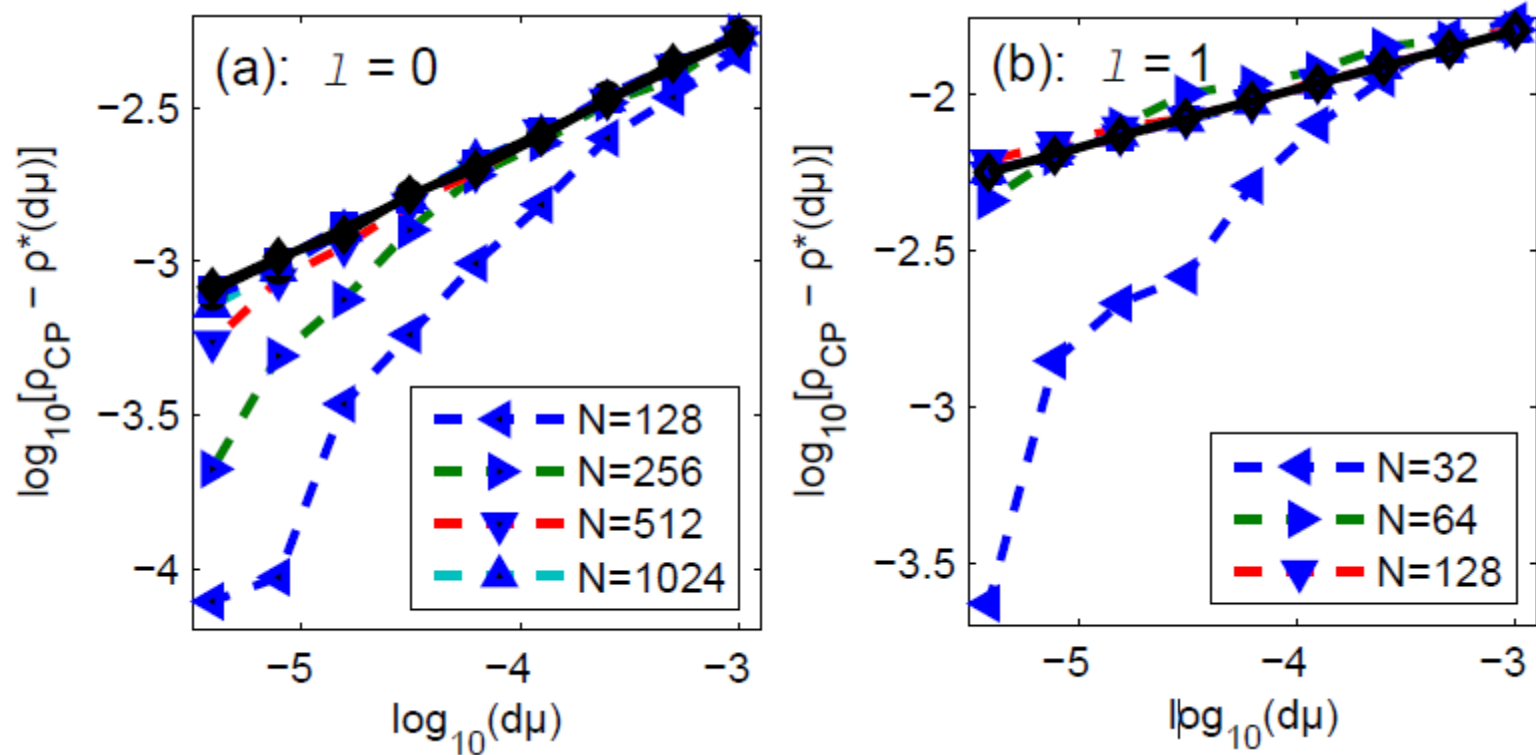 (a): l = 0
log10[ρCP − ρ*(dμ)]
−2.5
−3
−3.5
−4
N=128
N=256
N=512
N=1024
−5
−4
−3
log10(dμ)
(b): l = 1
log10[ρCP − ρ*(dμ)]
−2
−2.5
−3
−3.5
N=32
N=64
N=128
−5
−4
−3
log10(dμ)